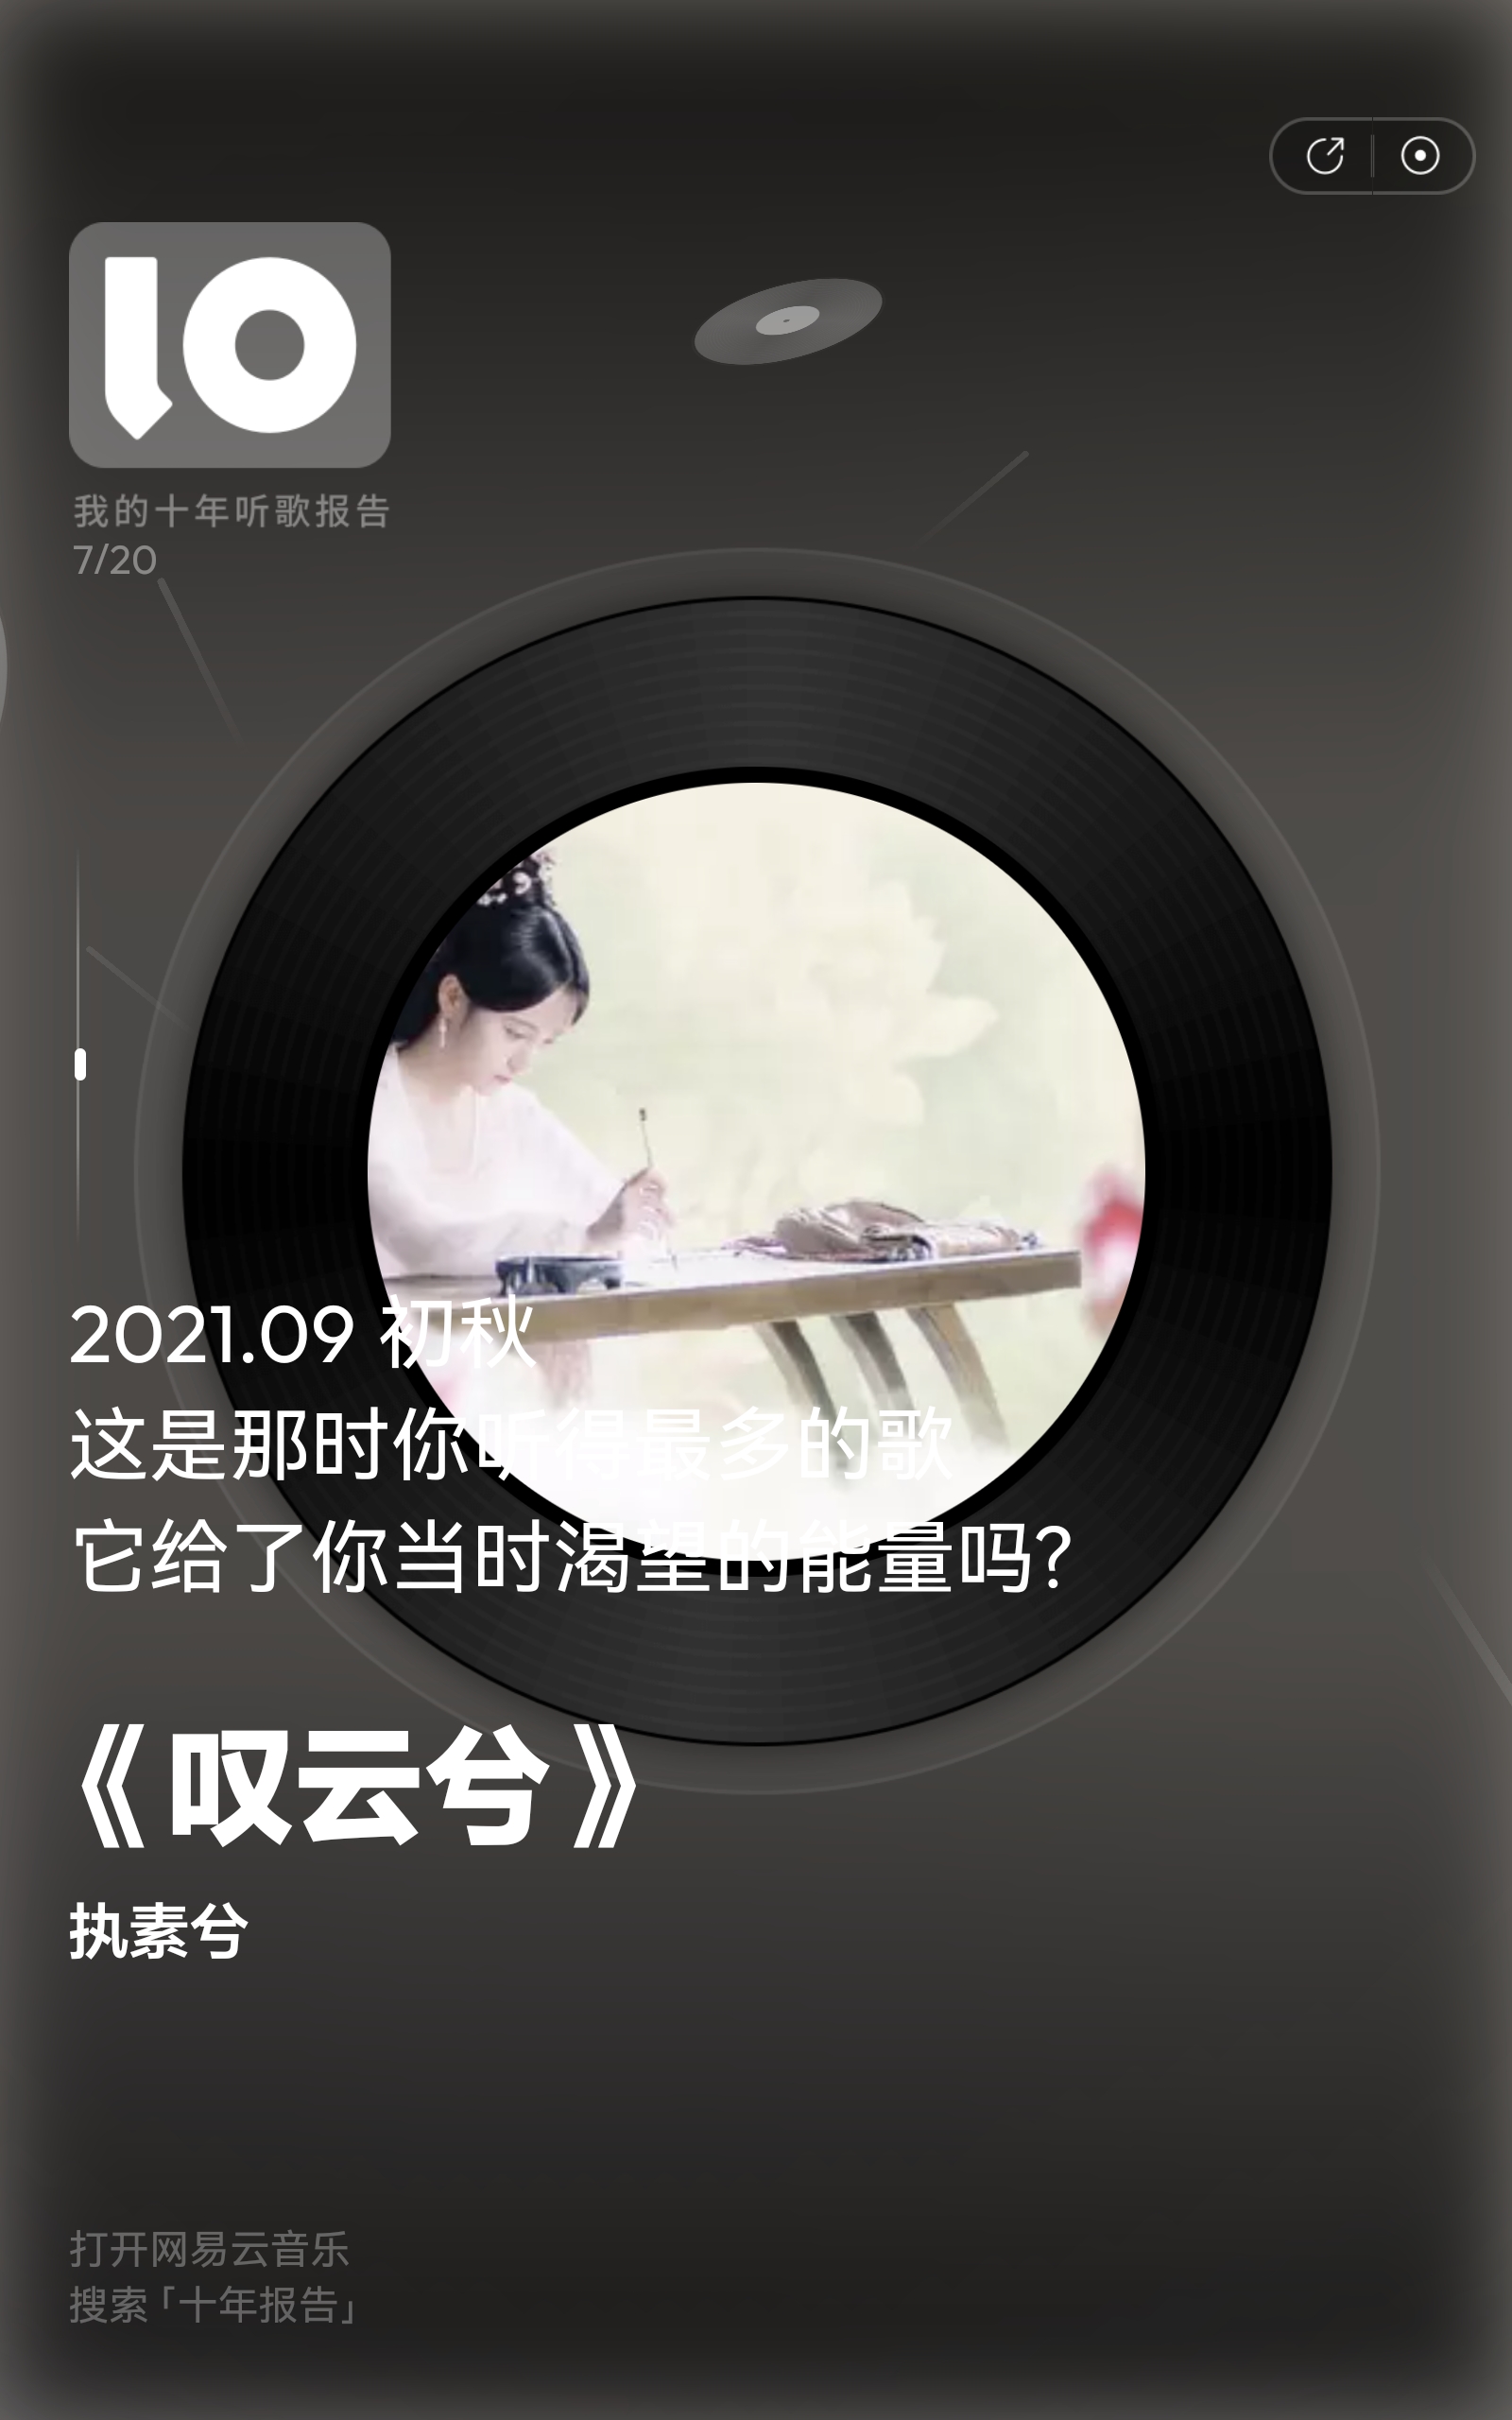 10
我的十年听歌报告
7/20
2021.09 初秋
这是那时你听得最多的歌
它给了你当时渴望的能量吗?
《叹云兮》
执素兮
打开网易云音乐
搜索「十年报告」